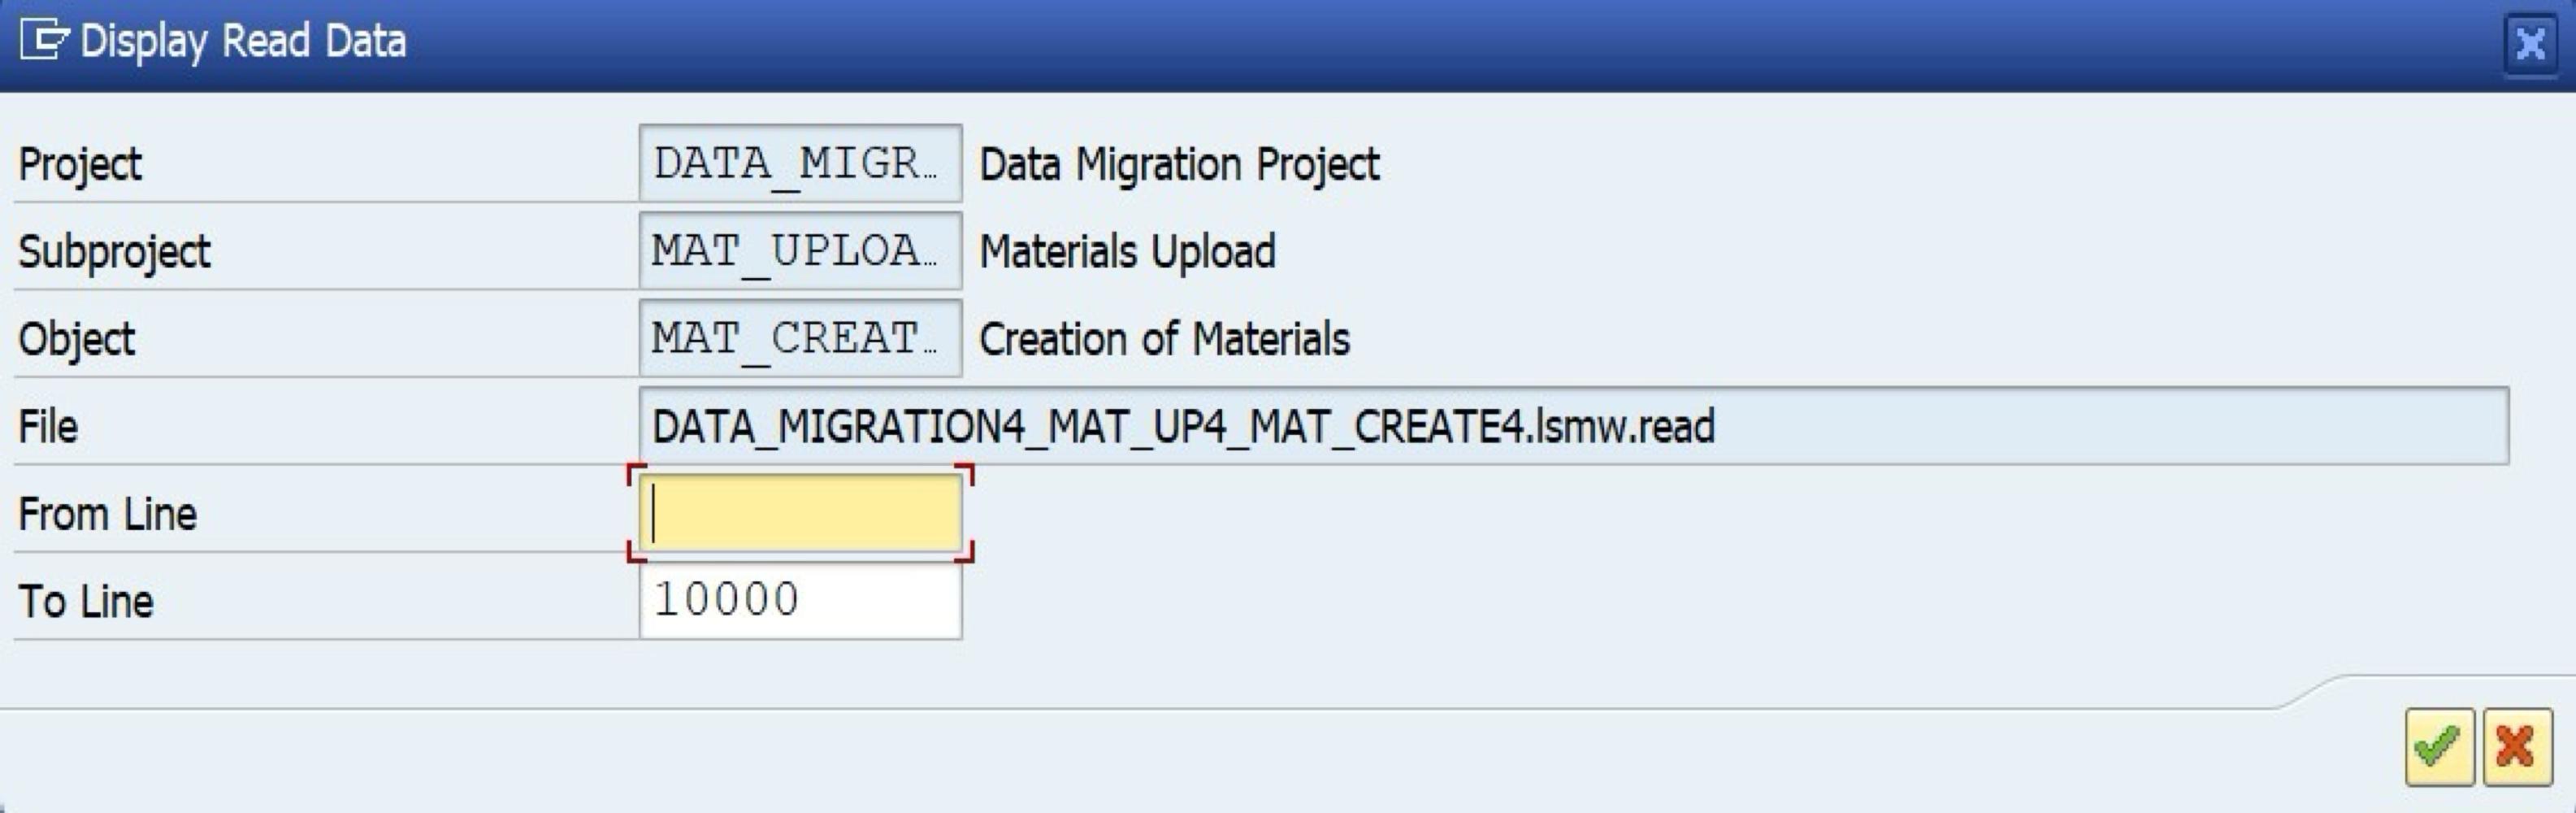 Display Read Data
Project DATA_MIGR… Data Migration Project
Subproject MAT_UPLOA… Materials Upload
Object MAT_CREAT… Creation of Materials
File DATA_MIGRATION4_MAT_UP4_MAT_CREATE4.lsmw.read
From Line
To Line 10000